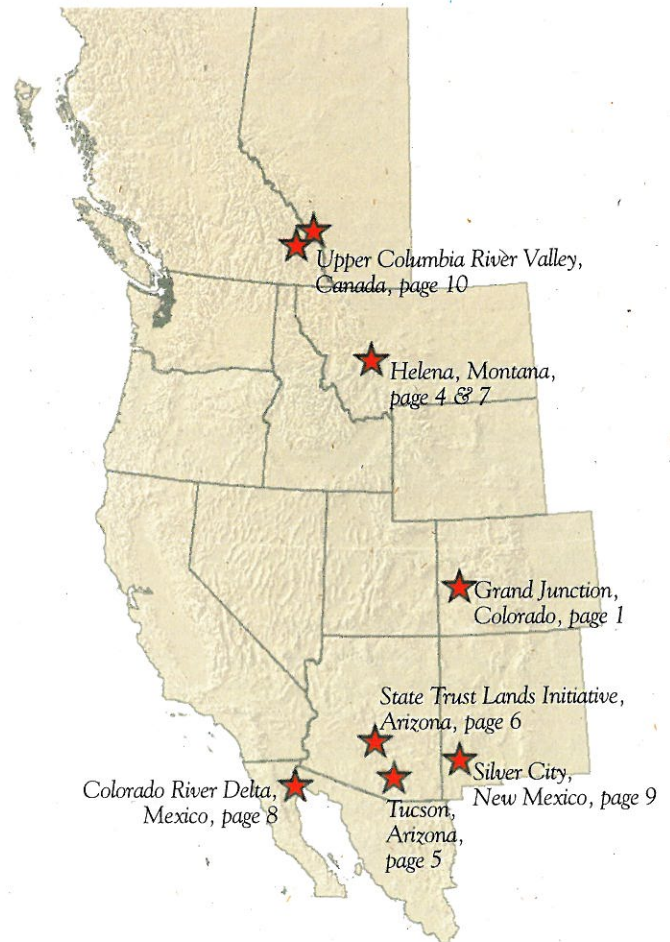 Upper Columbia River Valley,
Canada, page 10
Helena, Montana,
page 4 & 7
Grand Junction,
Colorado, page 1
State Trust Lands Initiative,
Arizona, page 6
Silver City,
New Mexico, page 9
Colorado River Delta,
Mexico, page 8
Tucson,
Arizona,
page 5